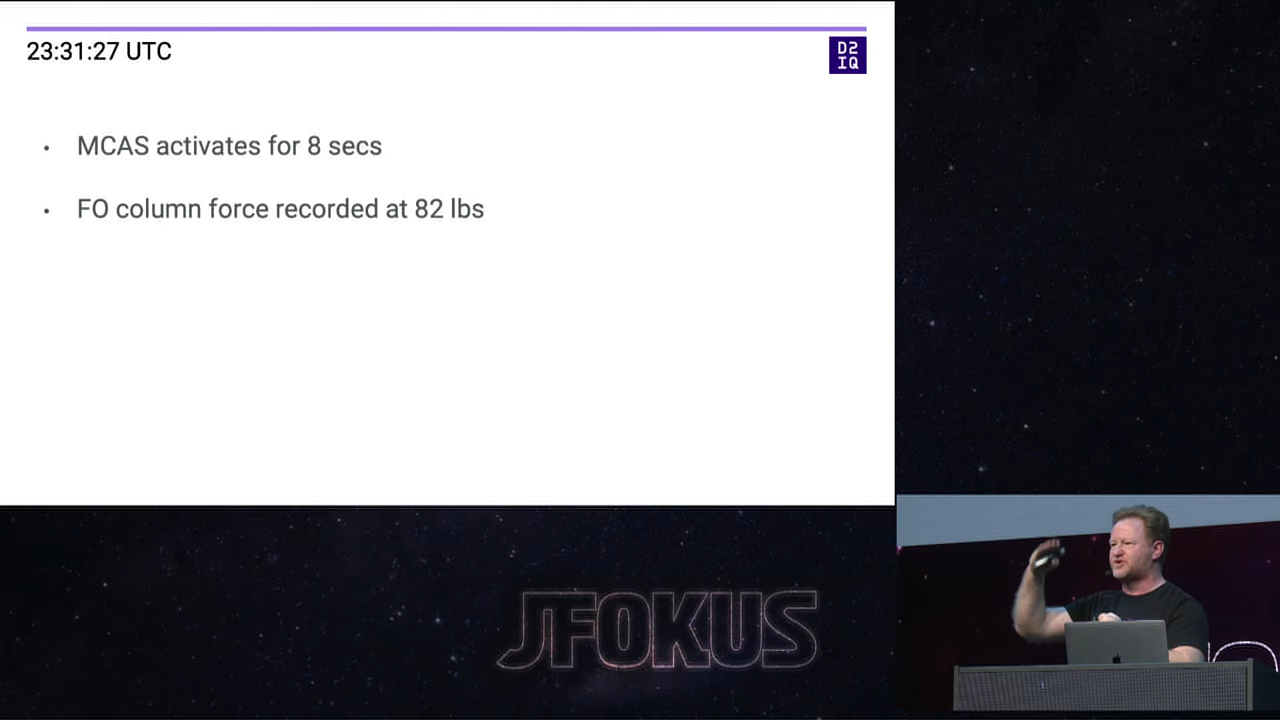 23:31:27 UTC
D2
IQ
• MCAS activates for 8 secs
• FO column force recorded at 82 lbs
JFOKUS